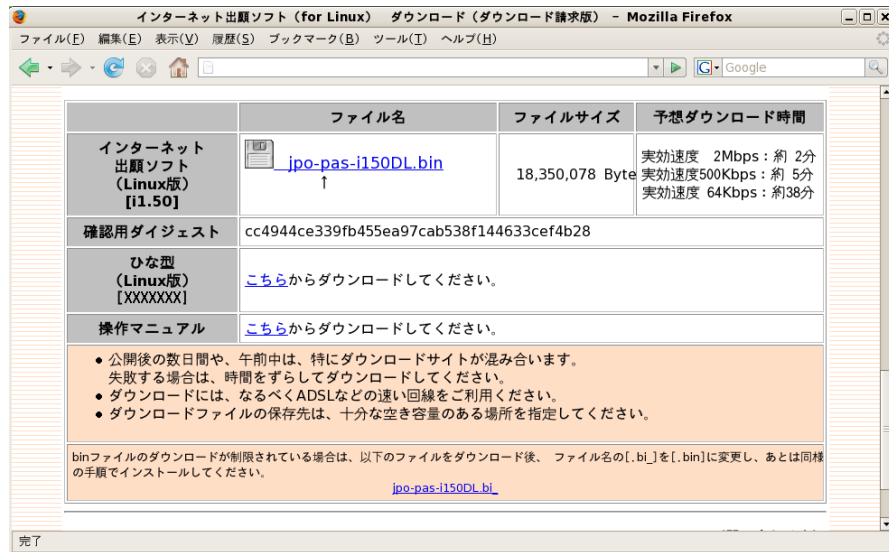 インターネット出願ソフト（for Linux） ダウンロード（ダウンロード請求版） - Mozilla Firefox
ファイル(F) 編集(E) 表示(V) 履歴(S) ブックマーク(B) ツール(T) ヘルプ(H)
G Google
ファイル名 ファイルサイズ 予想ダウンロード時間
インターネット
出願ソフト
（Linux版）
[i1.50]
jpo-pas-i150DL.bin
↑
18,350,078 Byte
実効速度 2Mbps：約 2分
実効速度500Kbps：約 5分
実効速度 64Kbps：約38分
確認用ダイジェスト cc4944ce339fb455ea97cab538f144633cef4b28
ひな型
（Linux版）
[XXXXXXX]
こちらからダウンロードしてください。
操作マニュアル こちらからダウンロードしてください。
● 公開後の数日間や、午前中は、特にダウンロードサイトが混み合います。
失敗する場合は、時間をずらしてダウンロードしてください。
● ダウンロードには、なるべくADSLなどの速い回線をご利用ください。
● ダウンロードファイルの保存先は、十分な空き容量のある場所を指定してください。
binファイルのダウンロードが制限されている場合は、以下のファイルをダウンロード後、 ファイル名の[.bi_]を[.bin]に変更し、あとは同様
の手順でインストールしてください。
jpo-pas-i150DL.bi_
完了